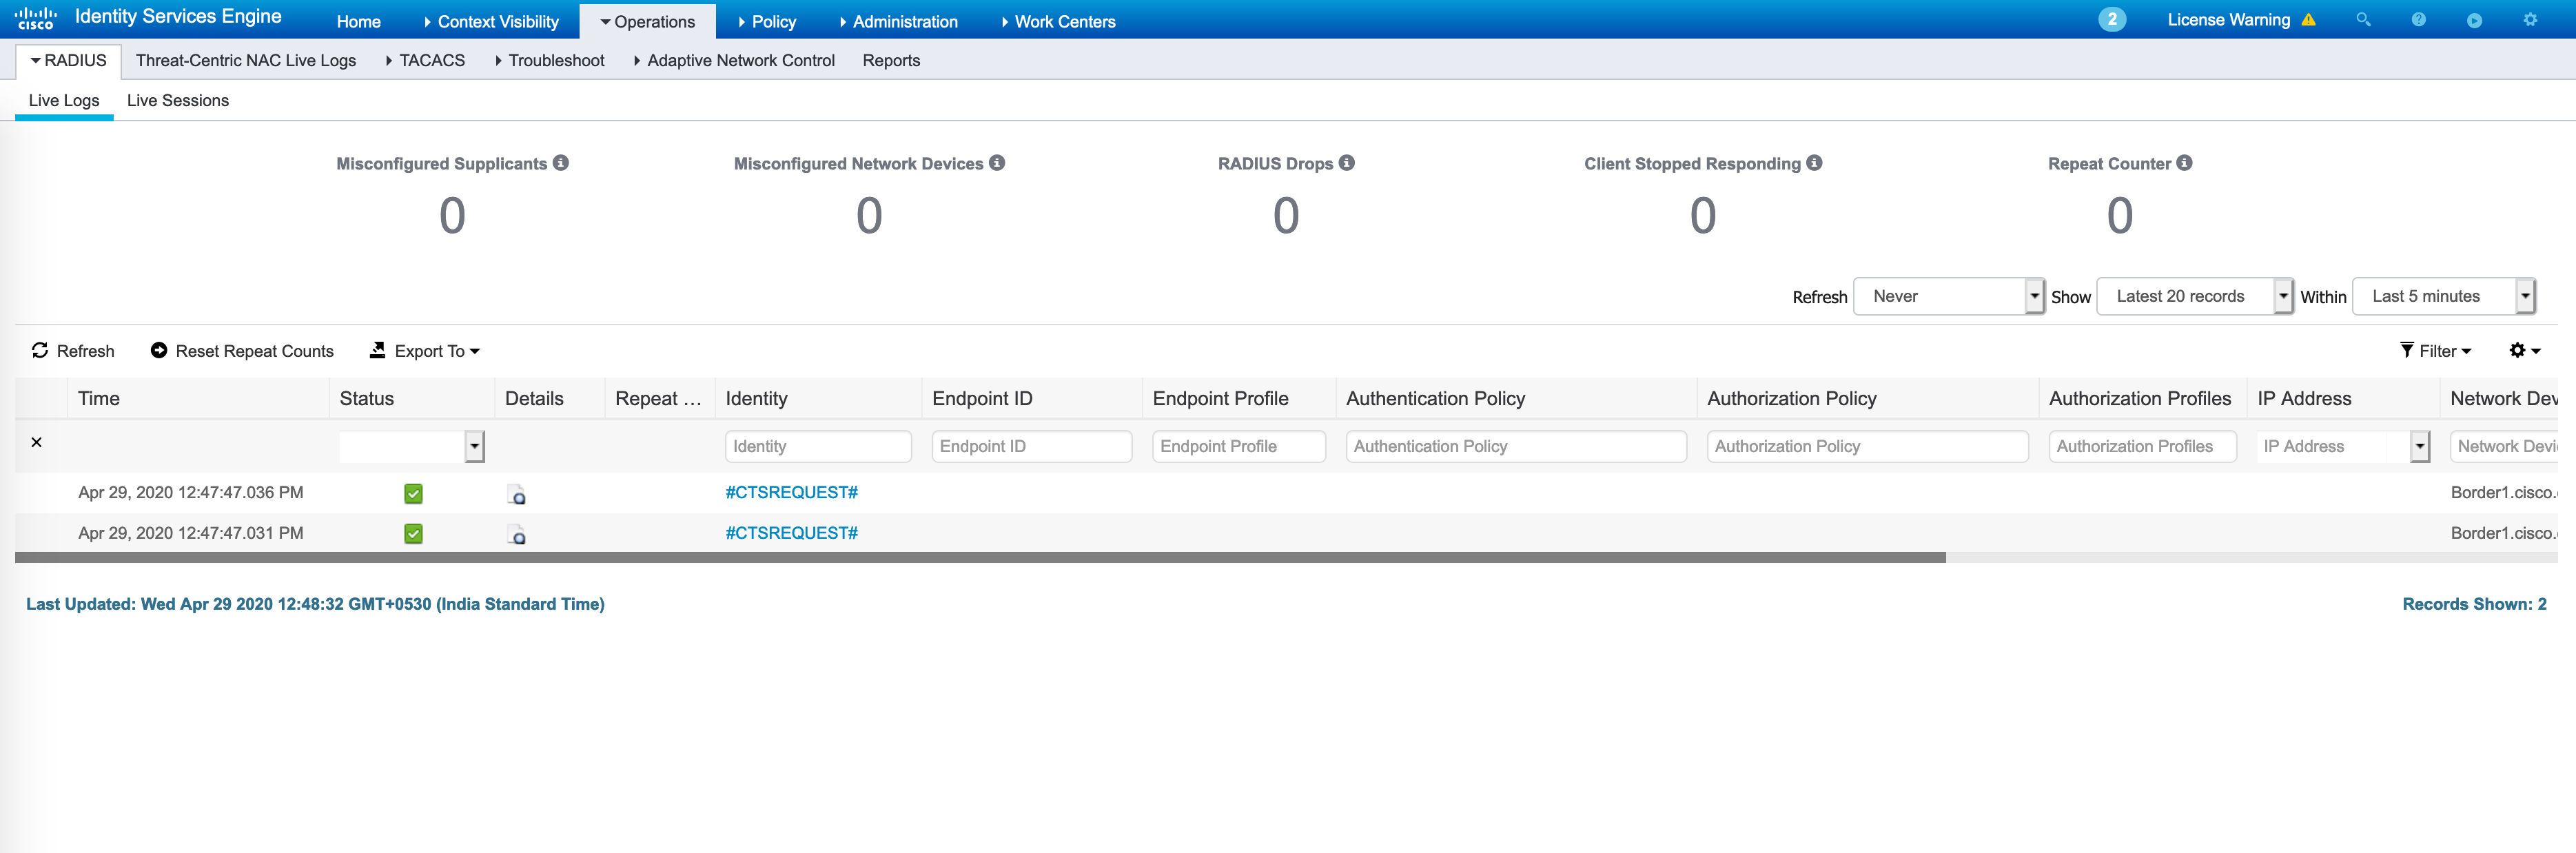 cisco Identity Services Engine Home Context Visibility Operations Policy Administration Work Centers 2 License Warning
RADIUS Threat-Centric NAC Live Logs TACACS Troubleshoot Adaptive Network Control Reports
Live Logs Live Sessions
Misconfigured Supplicants Misconfigured Network Devices RADIUS Drops Client Stopped Responding Repeat Counter
0 0 0 0 0
Refresh Never Show Latest 20 records Within Last 5 minutes
Refresh Reset Repeat Counts Export To Filter
Time Status Details Repeat ... Identity Endpoint ID Endpoint Profile Authentication Policy Authorization Policy Authorization Profiles IP Address Network Dev
Identity Endpoint ID Endpoint Profile Authentication Policy Authorization Policy Authorization Profiles IP Address Network Devi
Apr 29, 2020 12:47:47.036 PM #CTSREQUEST# Border1.cisco.
Apr 29, 2020 12:47:47.031 PM #CTSREQUEST# Border1.cisco.
Last Updated: Wed Apr 29 2020 12:48:32 GMT+0530 (India Standard Time) Records Shown: 2